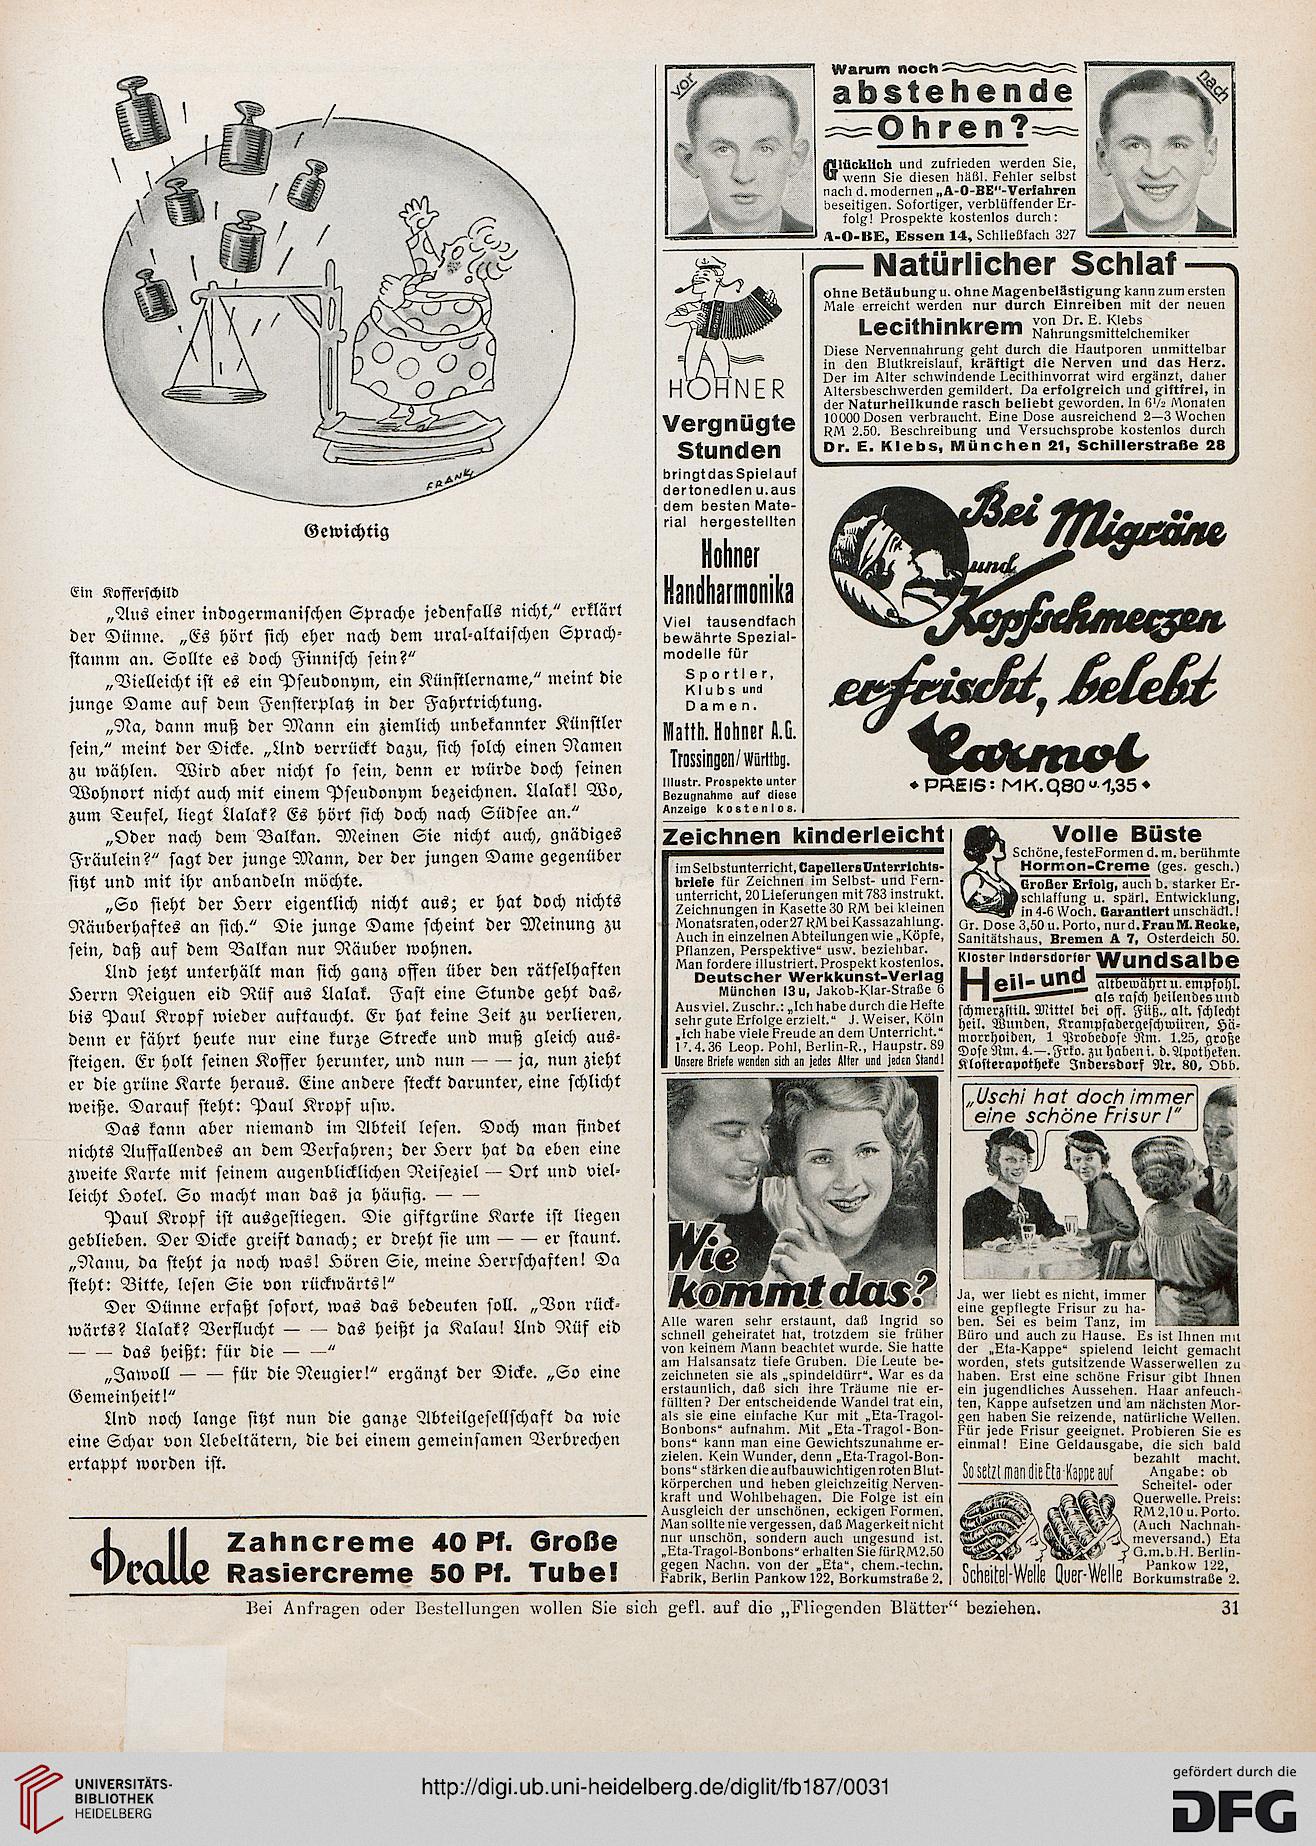 FRANK
Gewichtig
Ein Kofferschild
„Aus einer indogermanischen Sprache jedenfalls nicht,“ erklärt
der Dünne. „Es hört sich eher nach dem ural-altaischen Sprach-
stamm an. Sollte es doch Finnisch sein?“
„Vielleicht ist es ein Pseudonym, ein Künstlername,“ meint die
junge Dame auf dem Fensterplatz in der Fahrtrichtung.
„Na, dann muß der Mann ein ziemlich unbekannter Künstler
sein,“ meint der Dicke. „Und verrückt dazu, sich solch einen Namen
zu wählen. Wird aber nicht so sein, denn er würde doch seinen
Wohnort nicht auch mit einem Pseudonym bezeichnen. Ualak! Wo,
zum Teufel, liegt Ualak? Es hört sich doch nach Südsee an.“
„Oder nach dem Balkan. Meinen Sie nicht auch, gnädiges
Fräulein?“ sagt der junge Mann, der der jungen Dame gegenüber
sitzt und mit ihr anbandeln möchte.
„So sieht der Herr eigentlich nicht aus; er hat doch nichts
Räuberhaftes an sich.“ Die junge Dame scheint der Meinung zu
sein, daß auf dem Balkan nur Räuber wohnen.
Und jetzt unterhält man sich ganz offen über den rätselhaften
Herrn Reiguen eid Rüf aus Ualak. Fast eine Stunde geht das,
bis Paul Kropf wieder auftaucht. Er hat keine Zeit zu verlieren,
denn er fährt heute nur eine kurze Strecke und muß gleich aus-
steigen. Er holt seinen Koffer herunter, und nun — — ja, nun zieht
er die grüne Karte heraus. Eine andere steckt darunter, eine schlicht
weiße. Darauf steht: Paul Kropf usw.
Das kann aber niemand im Abteil lesen. Doch man findet
nichts Auffallendes an dem Verfahren; der Herr hat da eben eine
zweite Karte mit seinem augenblicklichen Reiseziel — Ort und viel-
leicht Hotel. So macht man das ja häufig. — —
Paul Kropf ist ausgestiegen. Die giftgrüne Karte ist liegen
geblieben. Der Dicke greift danach; er dreht sie um — — er staunt.
„Nanu, da steht ja noch was! Hören Sie, meine Herrschaften! Da
steht: Bitte, lesen Sie von rückwärts!“
Der Dünne erfaßt sofort, was das bedeuten soll. „Von rück-
wärts? Ualak? Verflucht — — das heißt ja Kalau! Und Rüf eid
— — das heißt: für die — —“
„Jawoll — — für die Neugier!“ ergänzt der Dicke. „So eine
Gemeinheit!“
Und noch lange sitzt nun die ganze Abteilgesellschaft da wie
eine Schar von Uebeltätern, die bei einem gemeinsamen Verbrechen
ertappt worden ist.
Dralle
Zahncreme 40 Pf. Große
Rasiercreme 50 Pf. Tube!
vor
Warum noch
abstehende
Ohren?
Glücklich und zufrieden werden Sie,
wenn Sie diesen häßl. Fehler selbst
nach d. modernen „A-O-BE“-Verfahren
beseitigen. Sofortiger, verblüffender Er-
folg! Prospekte kostenlos durch:
A-O-BE, Essen 14, Schließfach 327
nach
HOHNER
Vergnügte
Stunden
bringt das Spiel auf
der tonedlen u. aus
dem besten Mate-
rial hergestellten
Hohner
Handharmonika
Viel tausendfach
bewährte Spezial-
modelle für
Sportler,
Klubs und
Damen.
Matth. Hohner A.G.
Trossingen/Württbg.
Illustr. Prospekte unter
Bezugnahme auf diese
Anzeige kostenlos.
Natürlicher Schlaf
ohne Betäubung u. ohne Magenbelästigung kann zum ersten
Male erreicht werden nur durch Einreiben mit der neuen
Lecithinkrem von Dr. E. Klebs
Nahrungsmittelchemiker
Diese Nervennahrung geht durch die Hautporen unmittelbar
in den Blutkreislauf, kräftigt die Nerven und das Herz.
Der im Alter schwindende Lecithinvorrat wird ergänzt, daher
Altersbeschwerden gemildert. Da erfolgreich und giftfrei, in
der Naturheilkunde rasch beliebt geworden. In 6½ Monaten
10000 Dosen verbraucht. Eine Dose ausreichend 2—3 Wochen
RM 2.50. Beschreibung und Versuchsprobe kostenlos durch
Dr. E. Klebs, München 21, Schillerstraße 28
Bei Migräne
und
Kopfschmerzen
erfrischt, belebt
Carmol
PREIS: MK. 0,80 u. 1,35
Zeichnen kinderleicht
im Selbstunterricht, Capellers Unterrichts-
briefe für Zeichnen im Selbst- und Fern-
unterricht, 20 Lieferungen mit 783 instrukt.
Zeichnungen in Kasette 30 RM bei kleinen
Monatsraten, oder 27 RM bei Kassazahlung.
Auch in einzelnen Abteilungen wie „Köpfe,
Pflanzen, Perspektive“ usw. beziehbar.
Man fordere illustriert. Prospekt kostenlos.
Deutscher Werkkunst-Verlag
München 13 u, Jakob-Klar-Straße 6
Aus viel. Zuschr.: „Ich habe durch die Hefte
sehr gute Erfolge erzielt.“ J. Weiser, Köln
„Ich habe viele Freude an dem Unterricht.“
17. 4. 36 Leop. Pohl, Berlin-R., Haupstr. 89
Unsere Briefe wenden sich an jedes Alter und jeden Stand!
Volle Büste
Schöne, feste Formen d. m. berühmte
Hormon-Creme (ges. gesch.)
Großer Erfolg, auch b. starker Er-
schlaffung u. spärl. Entwicklung,
in 4-6 Woch. Garantiert unschädl.!
Gr. Dose 3,50 u. Porto, nur d. Frau M. Recke,
Sanitätshaus, Bremen A 7, Osterdeich 50.
Kloster Indersdorfer Wundsalbe
Heil- und altbewährt u. empfohl.
als rasch heilendes und
schmerzstill. Mittel bei off. Füß., alt. schlecht
heil. Wunden, Krampfadergeschwüren, Hä-
morrhoiden, 1 Probedose Rm. 1.25, große
Dose Rm. 4.—. Frko. zu haben i. d. Apotheken.
Klosterapotheke Indersdorf Nr. 80, Obb.
Wie
kommt das?
Alle waren sehr erstaunt, daß Ingrid so
schnell geheiratet hat, trotzdem sie früher
von keinem Mann beachtet wurde. Sie hatte
am Halsansatz tiefe Gruben. Die Leute be-
zeichneten sie als „spindeldürr“. War es da
erstaunlich, daß sich ihre Träume nie er-
füllten? Der entscheidende Wandel trat ein,
als sie eine einfache Kur mit „Eta-Tragol-
Bonbons“ aufnahm. Mit „Eta-Tragol-Bon-
bons“ kann man eine Gewichtszunahme er-
zielen. Kein Wunder, denn „Eta-Tragol-Bon-
bons“ stärken die aufbauwichtigen roten Blut-
körperchen und heben gleichzeitig Nerven-
kraft und Wohlbehagen. Die Folge ist ein
Ausgleich der unschönen, eckigen Formen.
Man sollte nie vergessen, daß Magerkeit nicht
nur unschön, sondern auch ungesund ist.
„Eta-Tragol-Bonbons“ erhalten Sie für RM 2.50
gegen Nachn. von der „Eta“, chem.-techn.
Fabrik, Berlin Pankow 122, Borkumstraße 2.
„Uschi hat doch immer
eine schöne Frisur!“
Ja, wer liebt es nicht, immer
eine gepflegte Frisur zu ha-
ben. Sei es beim Tanz, im
Büro und auch zu Hause. Es ist Ihnen mit
der „Eta-Kappe“ spielend leicht gemacht
worden, stets gutsitzende Wasserwellen zu
haben. Erst eine schöne Frisur gibt Ihnen
ein jugendliches Aussehen. Haar anfeuch-
ten, Kappe aufsetzen und am nächsten Mor-
gen haben Sie reizende, natürliche Wellen.
Für jede Frisur geeignet. Probieren Sie es
einmal! Eine Geldausgabe, die sich bald
bezahlt macht.
Angabe: ob
Scheitel- oder
Querwelle. Preis:
RM 2,10 u. Porto.
(Auch Nachnah-
meversand.) Eta
G.m.b.H. Berlin-
Pankow 122,
Borkumstraße 2.
So setzt man die Eta-Kappe auf
Scheitel-Welle Quer-Welle
Bei Anfragen oder Bestellungen wollen Sie sich gefl. auf die „Fliegenden Blätter“ beziehen.
31
UNIVERSITÄTS-
BIBLIOTHEK
HEIDELBERG
http://digi.ub.uni-heidelberg.de/diglit/fb187/0031
gefördert durch die
DFG